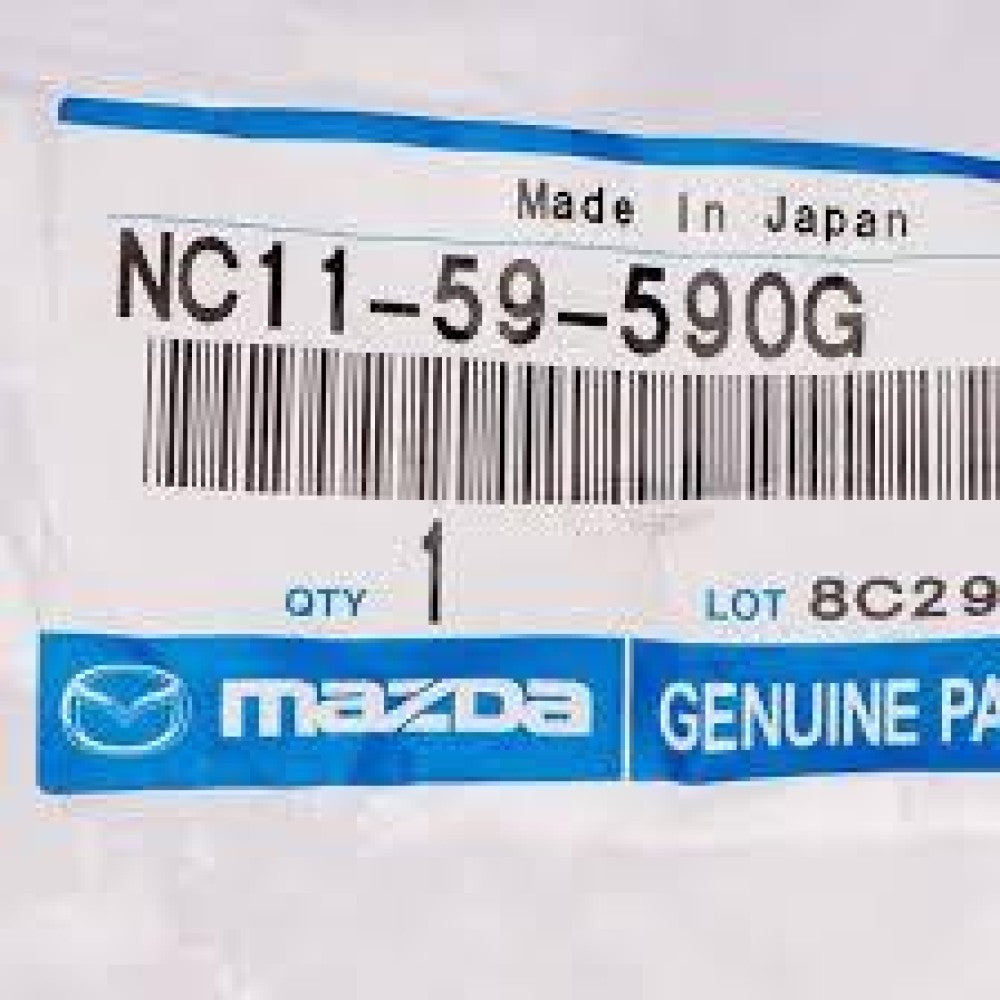 Made In Japan
NC11-59-590G
QTY 1 LOT 8C29
mazda GENUINE PA